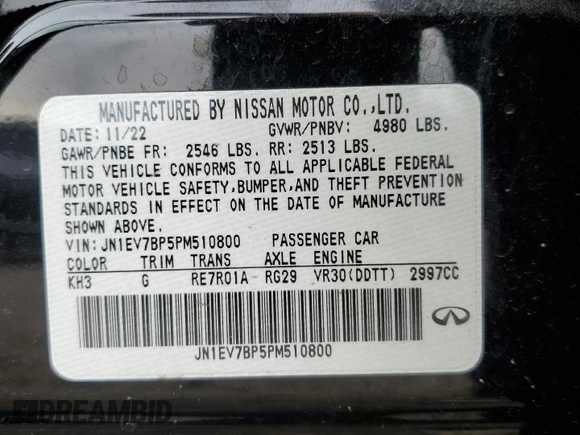 MANUFACTURED BY NISSAN MOTOR CO.,LTD.
DATE: 11/22 GVWR/PNBV: 4980 LBS.
GAWR/PNBE FR: 2546 LBS. RR: 2513 LBS.
THIS VEHICLE CONFORMS TO ALL APPLICABLE FEDERAL
MOTOR VEHICLE SAFETY,BUMPER,AND THEFT PREVENTION
STANDARDS IN EFFECT ON THE DATE OF MANUFACTURE
SHOWN ABOVE.
VIN: JN1EV7BP5PM510800 PASSENGER CAR
COLOR TRIM TRANS AXLE ENGINE
KH3 G RE7R01A RG29 VR30(DDTT) 2997CC
JN1EV7BP5PM510800
DREAMBID